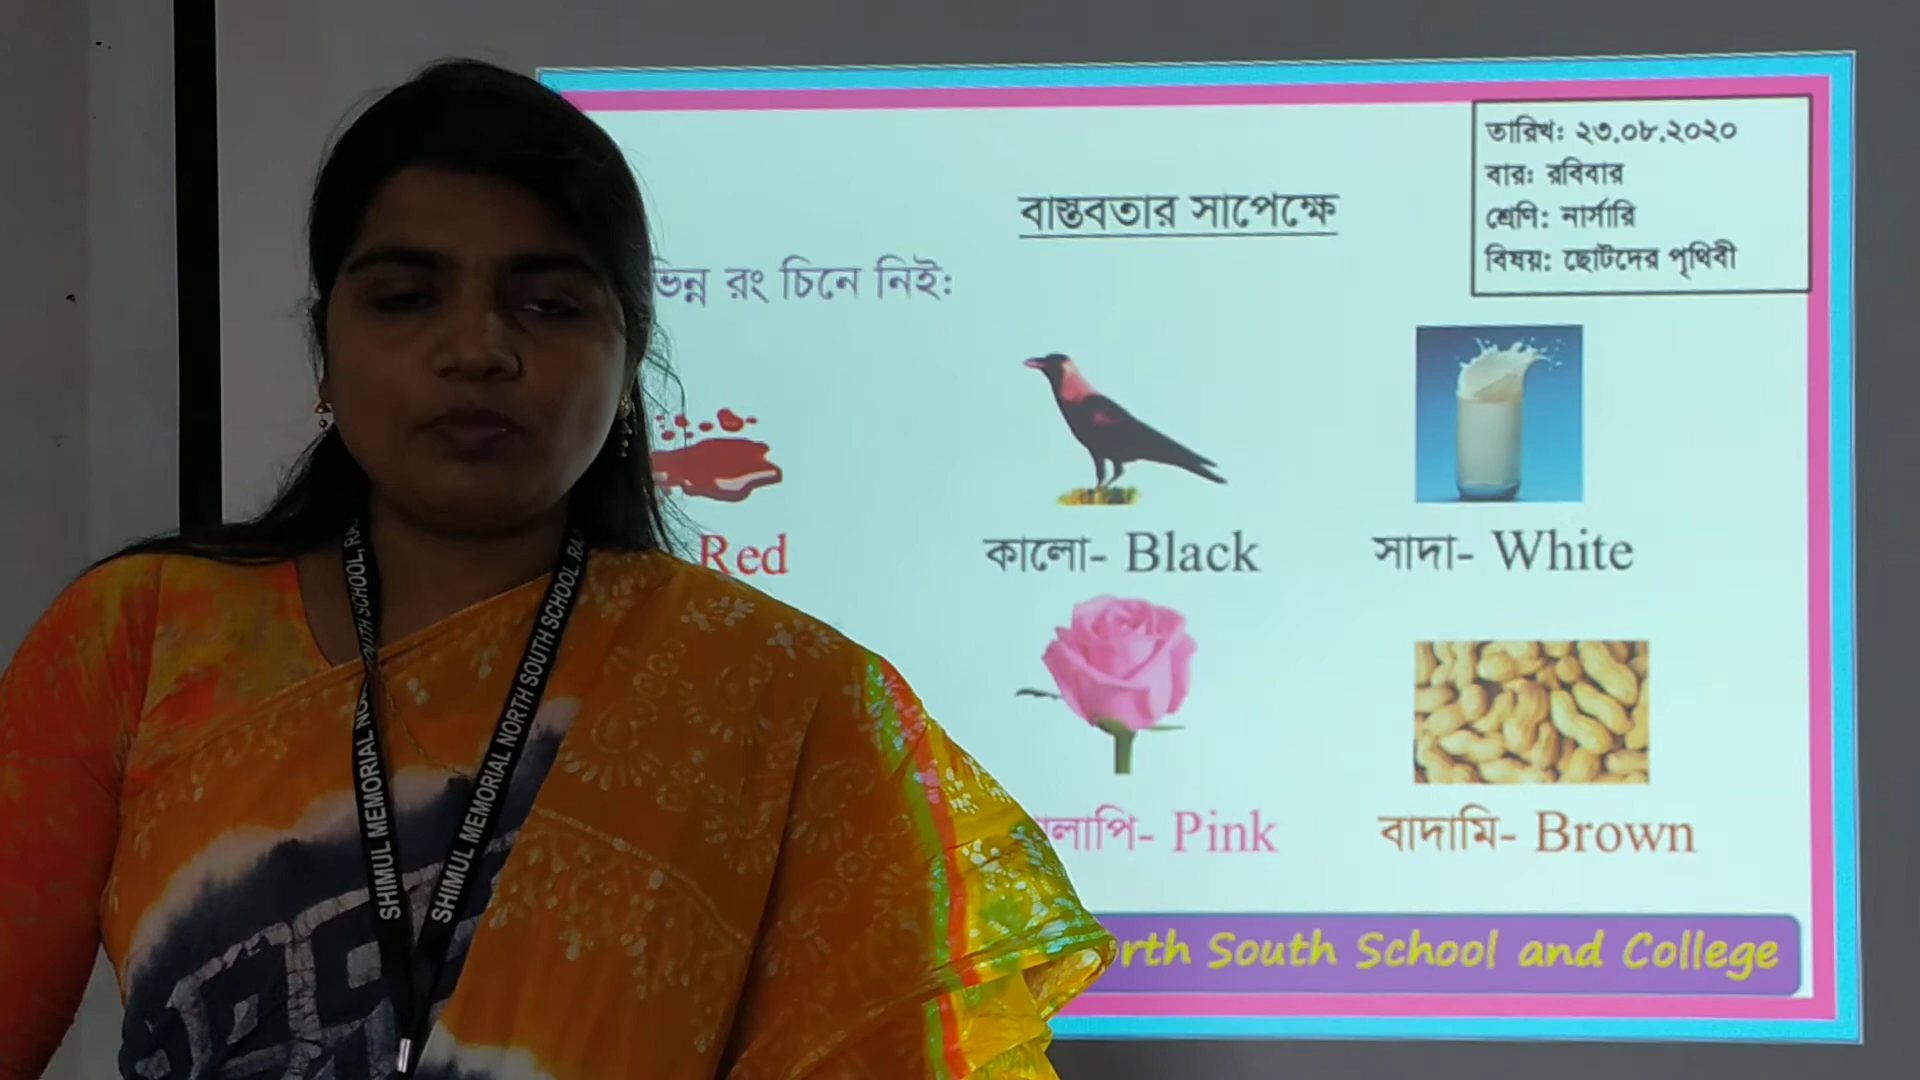 তারিখ: ২৩.০৮.২০২০
বার: রবিবার
শ্রেণি: নার্সারি
বিষয়: ছোটদের পৃথিবী
বাস্তবতার সাপেক্ষে
রং চিনে নিই:
Red
কালো- Black
সাদা- White
Pink
বাদামি- Brown
South School and College
SHIMUL MEMORIAL NORTH SOUTH SCHOOL, RA
SHIMUL MEMORIAL NORTH SOUTH SCHOOL, RA